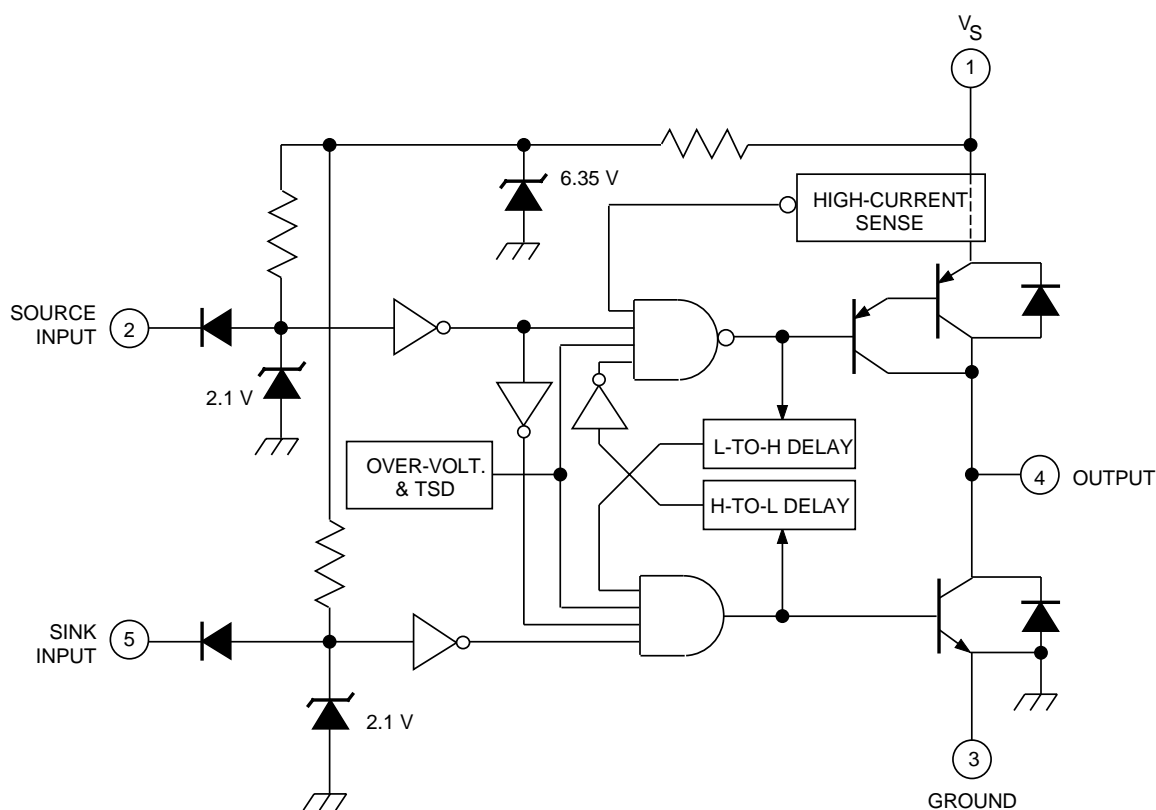 VS
1
6.35 V
HIGH-CURRENT
SENSE
SOURCE
INPUT
2
2.1 V
OVER-VOLT.
& TSD
L-TO-H DELAY
H-TO-L DELAY
4
OUTPUT
SINK
INPUT
5
2.1 V
3
GROUND